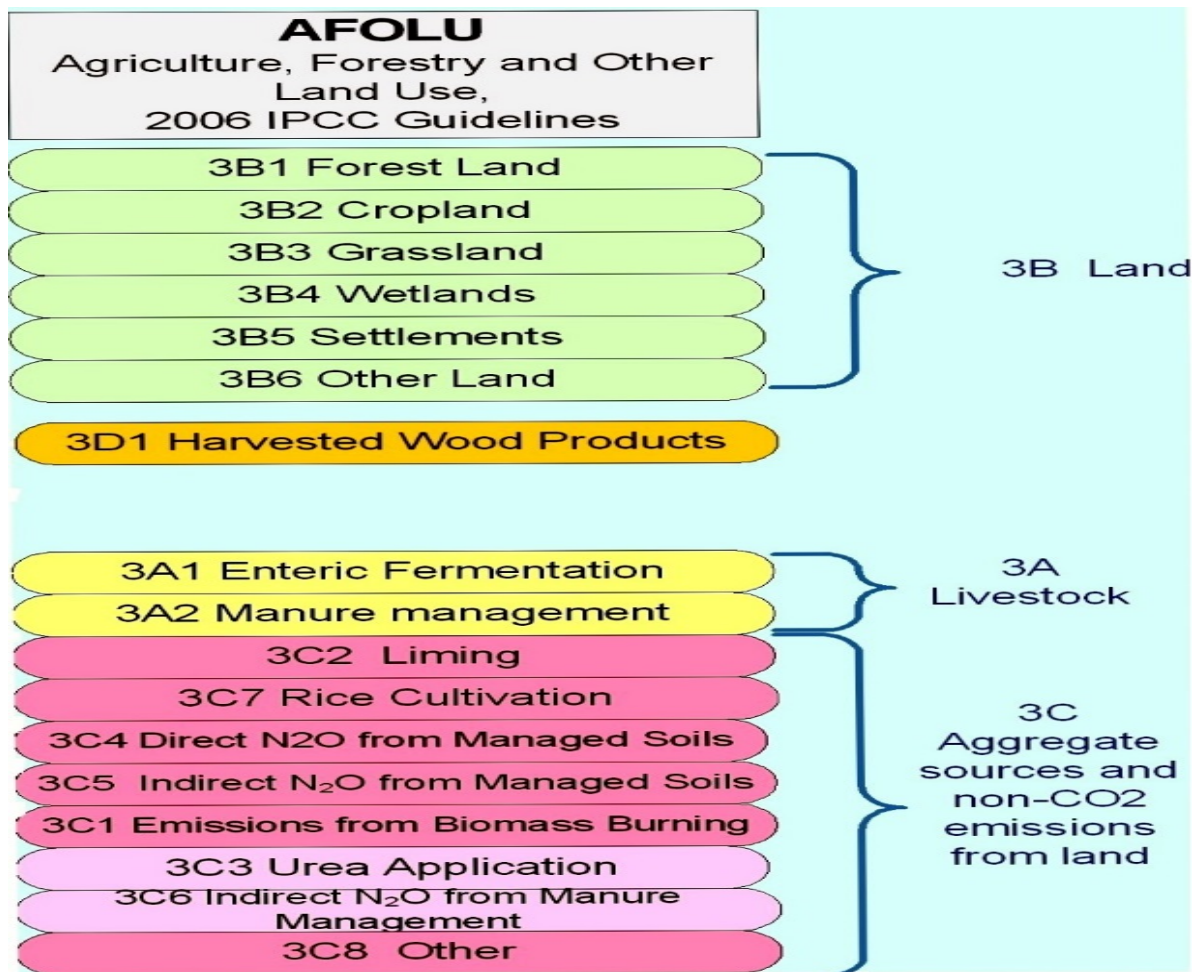 AFOLU
Agriculture, Forestry and Other
Land Use,
2006 IPCC Guidelines
3B1 Forest Land
3B2 Cropland
3B3 Grassland
3B4 Wetlands
3B5 Settlements
3B6 Other Land
3B Land
3D1 Harvested Wood Products
3A1 Enteric Fermentation
3A2 Manure management
3A
Livestock
3C2 Liming
3C7 Rice Cultivation
3C4 Direct N2O from Managed Soils
3C5 Indirect N₂O from Managed Soils
3C1 Emissions from Biomass Burning
3C3 Urea Application
3C6 Indirect N₂O from Manure
Management
3C8 Other
3C
Aggregate
sources and
non-CO2
emissions
from land